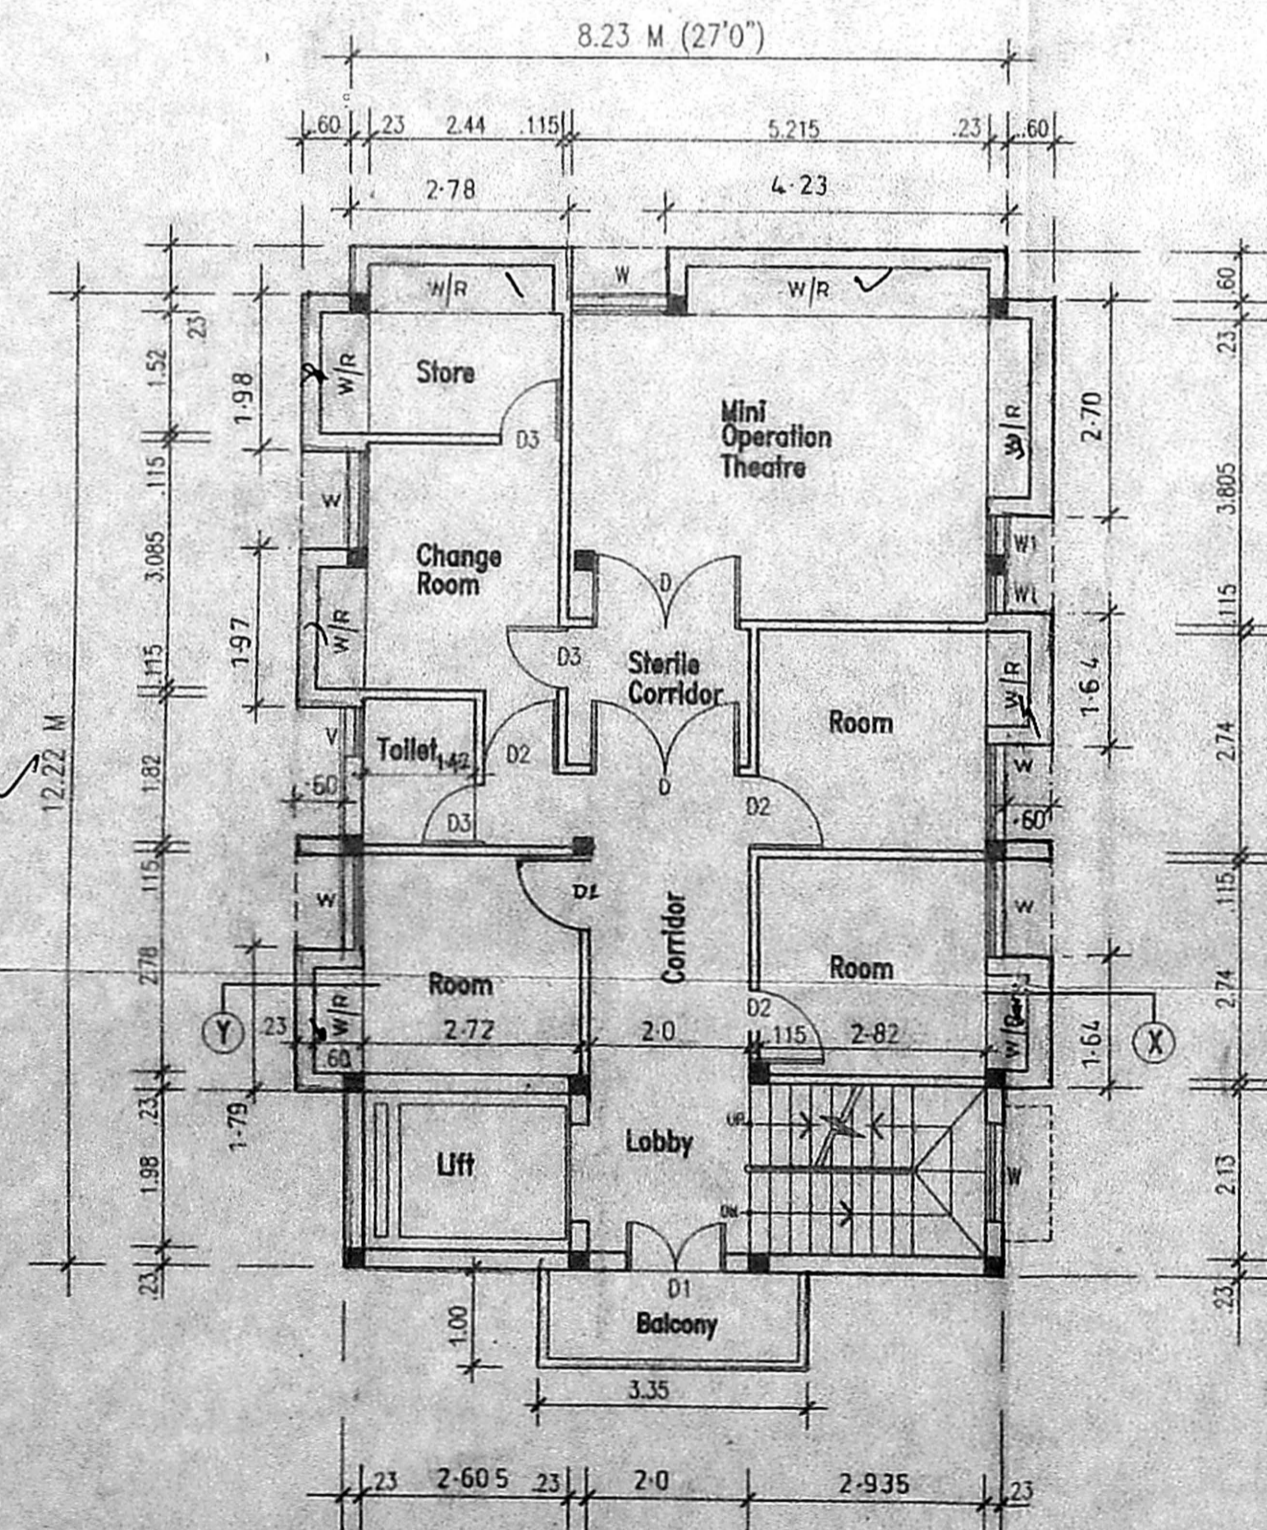 8.23 M (27'0")
.60 .23 2.44 .115 5.215 .23 .60
2·78 4·23
W/R W W/R
.60
23 .23
1.52 1·98 W/R Store W/R 2·70
Mini
Operation
Theatre
D3
.115 W 3.805
3.085 Change
Room
D W1
W1
.115
W/R
1·97 .115 D3 Sterile
Corridor W/R 1·64
12.22 M V Toilet 1·42 D2 Room 2.74
1.82 ·60 D D2 W ·60
D3
.115 W D1 W .115
Corridor
2.78 Room Room 2.74
D2
Y 23 W/R 2·72 2·0 .115 2·82 X 1·64
.60
.23 1·79
UP
Lobby
1.98 Lift W 2.13
DN
.23 D1 .23
1.00 Balcony
3.35
.23 2·605 .23 2·0 2·935 .23